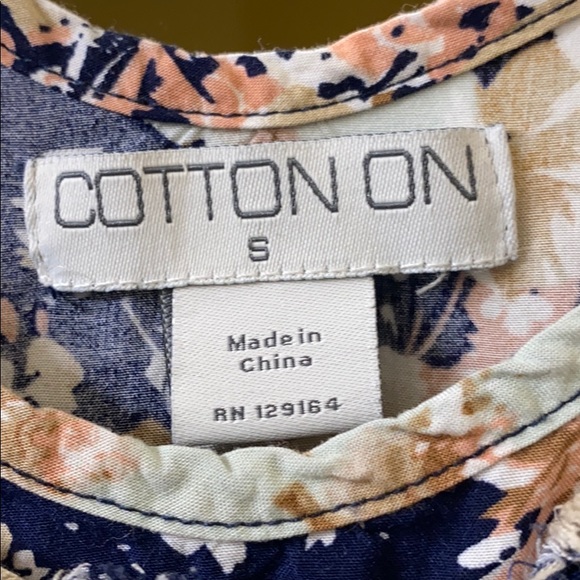 COTTON ON
S
Made in
China
RN 129164